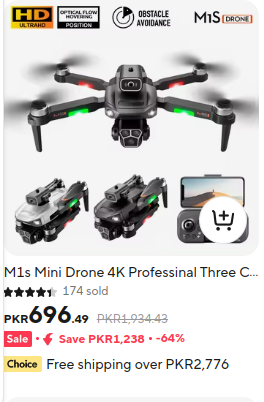 HD
ULTRAHD
OPTICAL FLOW
HOVERING
POSITION
OBSTACLE
AVOIDANCE
M1S DRONE
M1s Mini Drone 4K Professinal Three C...
174 sold
PKR696.49 PKR1,934.43
Sale • Save PKR1,238 • -64%
Choice Free shipping over PKR2,776